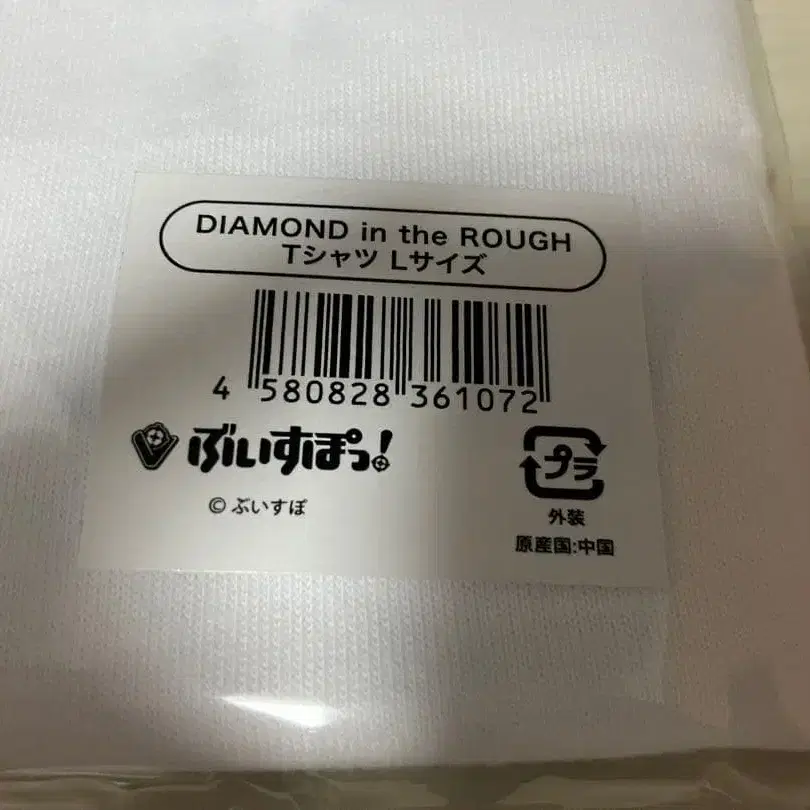 DIAMOND in the ROUGH
Tシャツ Lサイズ
4 580828 361072
ぶいすぽっ!
© ぶいすぽ
プラ
外装
原産国:中国